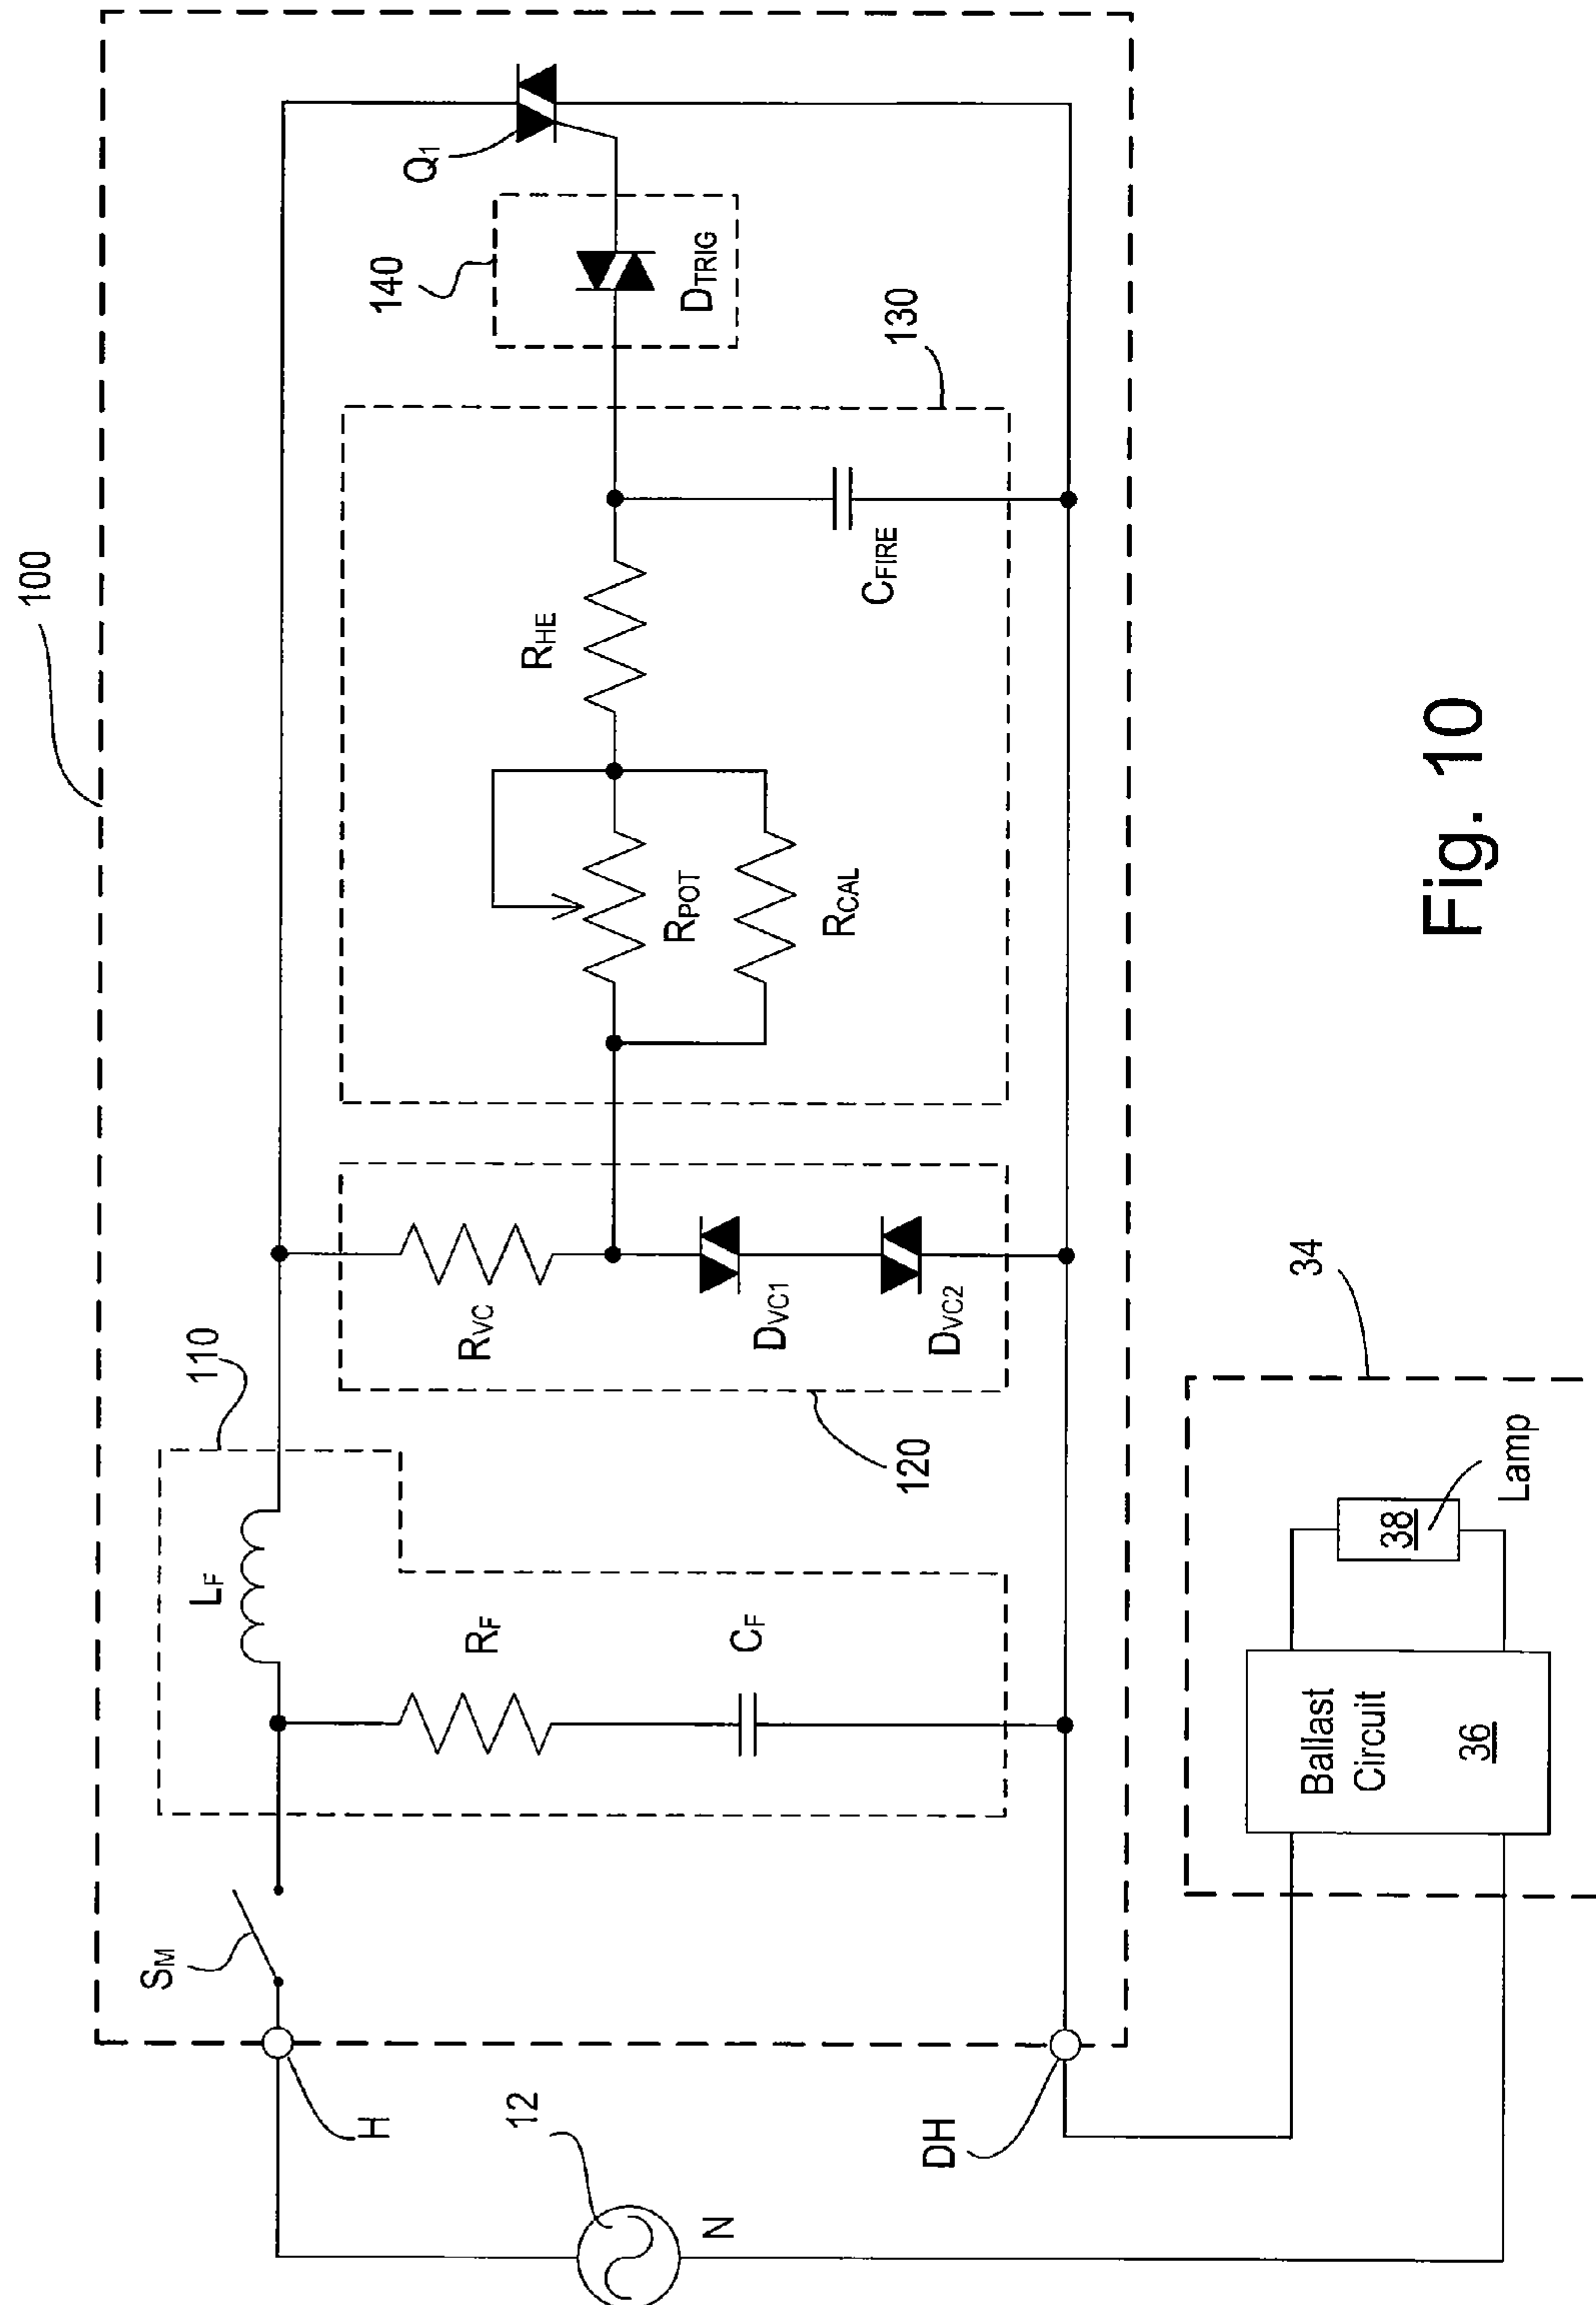 100
Q1
140
DTRIG
130
RHE
CFIRE
RPOT
RCAL
110
LF
RVC
DVC1
DVC2
120
RF
CF
SM
H
12
N
DH
34
Lamp
38
Ballast
Circuit
36
Fig. 10